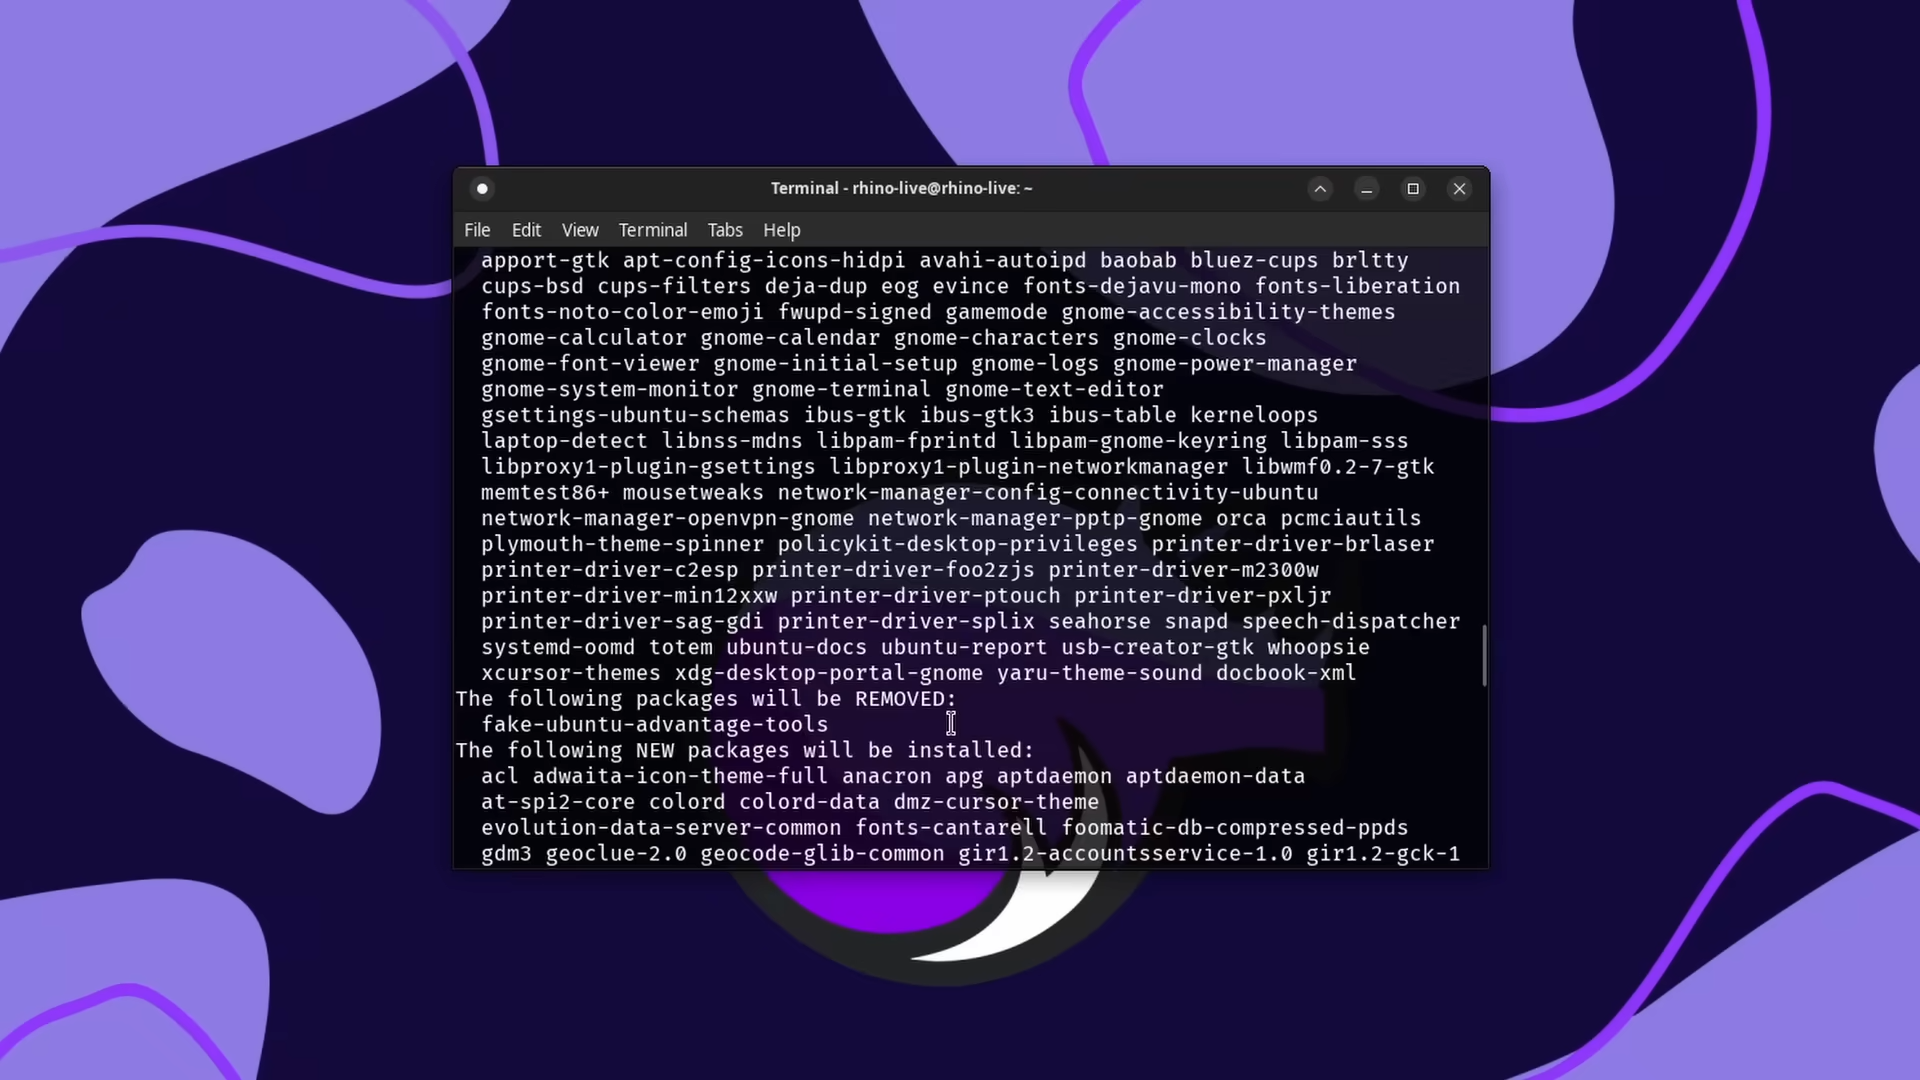 Terminal - rhino-live@rhino-live: ~
File Edit View Terminal Tabs Help
apport-gtk apt-config-icons-hidpi avahi-autoipd baobab bluez-cups brltty
cups-bsd cups-filters deja-dup eog evince fonts-dejavu-mono fonts-liberation
fonts-noto-color-emoji fwupd-signed gamemode gnome-accessibility-themes
gnome-calculator gnome-calendar gnome-characters gnome-clocks
gnome-font-viewer gnome-initial-setup gnome-logs gnome-power-manager
gnome-system-monitor gnome-terminal gnome-text-editor
gsettings-ubuntu-schemas ibus-gtk ibus-gtk3 ibus-table kerneloops
laptop-detect libnss-mdns libpam-fprintd libpam-gnome-keyring libpam-sss
libproxy1-plugin-gsettings libproxy1-plugin-networkmanager libwmf0.2-7-gtk
memtest86+ mousetweaks network-manager-config-connectivity-ubuntu
network-manager-openvpn-gnome network-manager-pptp-gnome orca pcmciautils
plymouth-theme-spinner policykit-desktop-privileges printer-driver-brlaser
printer-driver-c2esp printer-driver-foo2zjs printer-driver-m2300w
printer-driver-min12xxw printer-driver-ptouch printer-driver-pxljr
printer-driver-sag-gdi printer-driver-splix seahorse snapd speech-dispatcher
systemd-oomd totem ubuntu-docs ubuntu-report usb-creator-gtk whoopsie
xcursor-themes xdg-desktop-portal-gnome yaru-theme-sound docbook-xml
The following packages will be REMOVED:
fake-ubuntu-advantage-tools
The following NEW packages will be installed:
acl adwaita-icon-theme-full anacron apg aptdaemon aptdaemon-data
at-spi2-core colord colord-data dmz-cursor-theme
evolution-data-server-common fonts-cantarell foomatic-db-compressed-ppds
gdm3 geoclue-2.0 geocode-glib-common gir1.2-accountsservice-1.0 gir1.2-gck-1